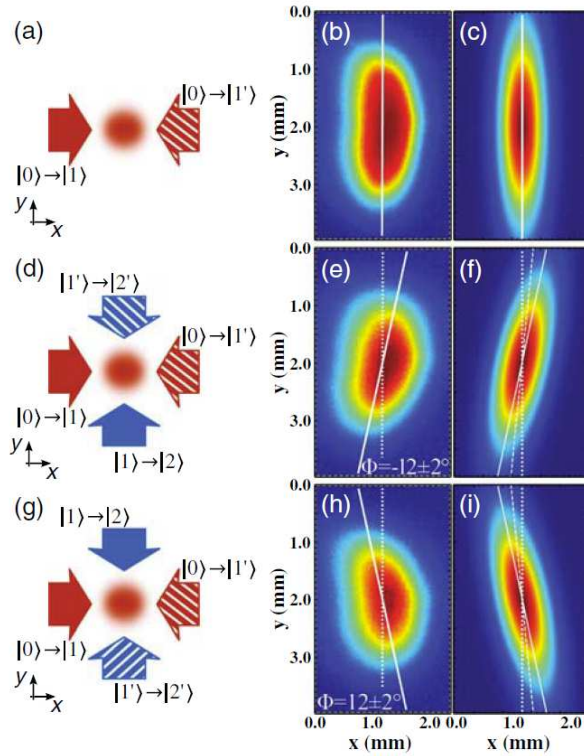 (a)
|0⟩→|1'⟩
|0⟩→|1⟩
y
x
(b)
(c)
0.0
1.0
2.0
3.0
y (mm)
(d)
|1'⟩→|2'⟩
|0⟩→|1'⟩
|0⟩→|1⟩
|1⟩→|2⟩
y
x
(e)
(f)
0.0
1.0
2.0
3.0
y (mm)
Φ=-12±2°
(g)
|1⟩→|2⟩
|0⟩→|1'⟩
|0⟩→|1⟩
|1'⟩→|2'⟩
y
x
(h)
(i)
0.0
1.0
2.0
3.0
y (mm)
Φ=12±2°
0.0 1.0 2.0 0.0 1.0 2.0
x (mm) x (mm)